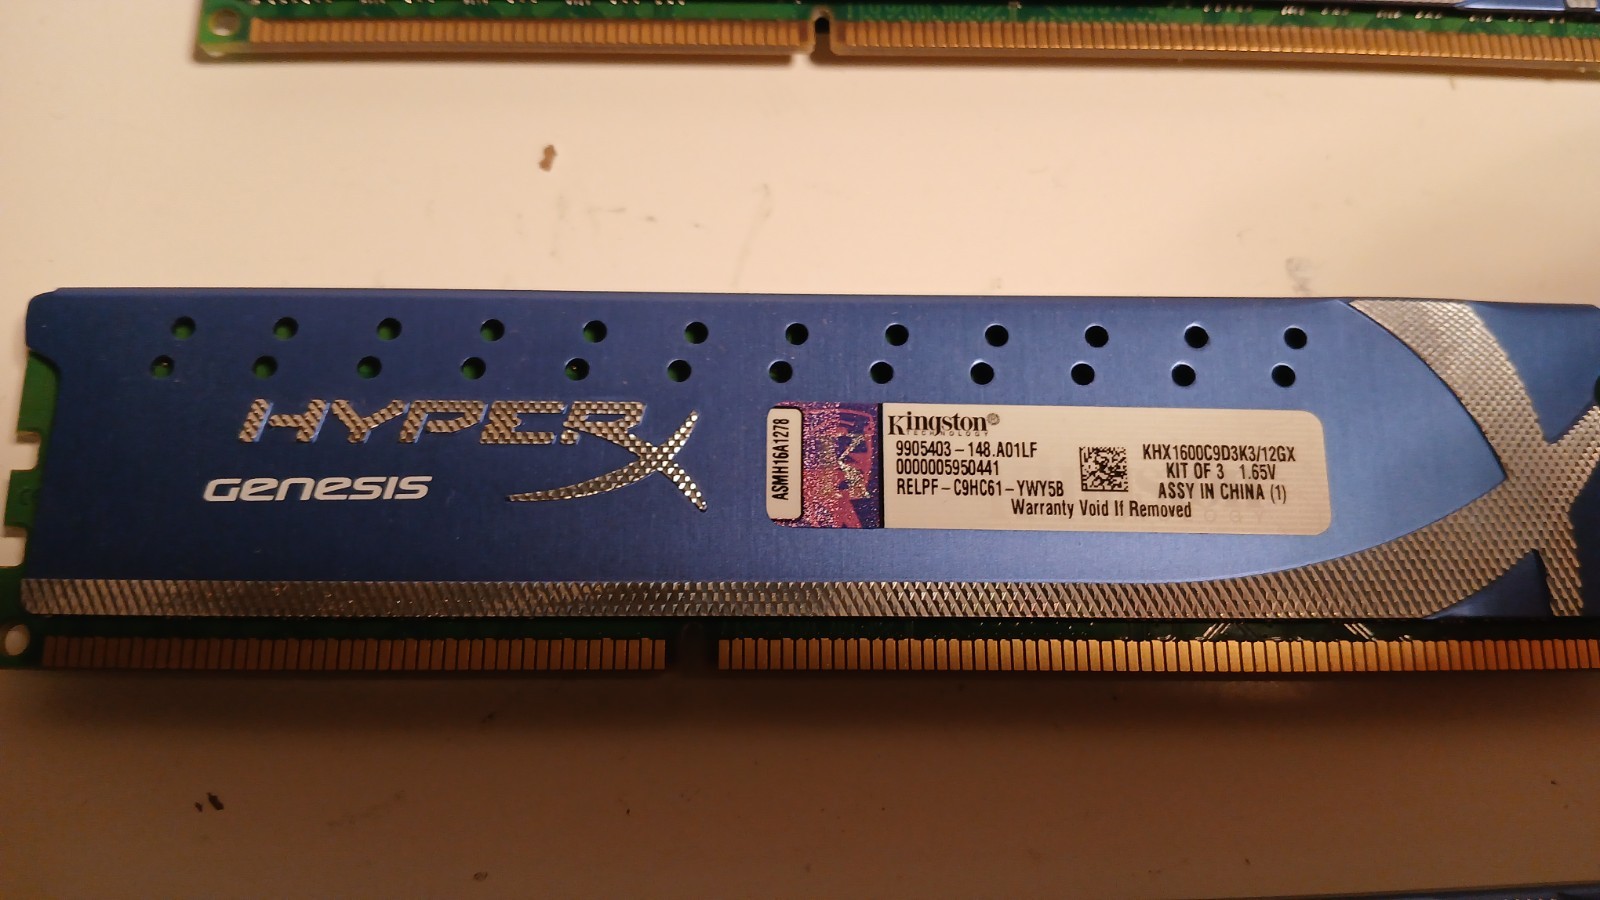 HYPERX
GENESIS
ASMH16A1278
Kingston®
TECHNOLOGY
9905403-148.A01LF
0000005950441
RELPF-C9HC61-YWY5B
KHX1600C9D3K3/12GX
KIT OF 3 1.65V
ASSY IN CHINA (1)
Warranty Void If Removed